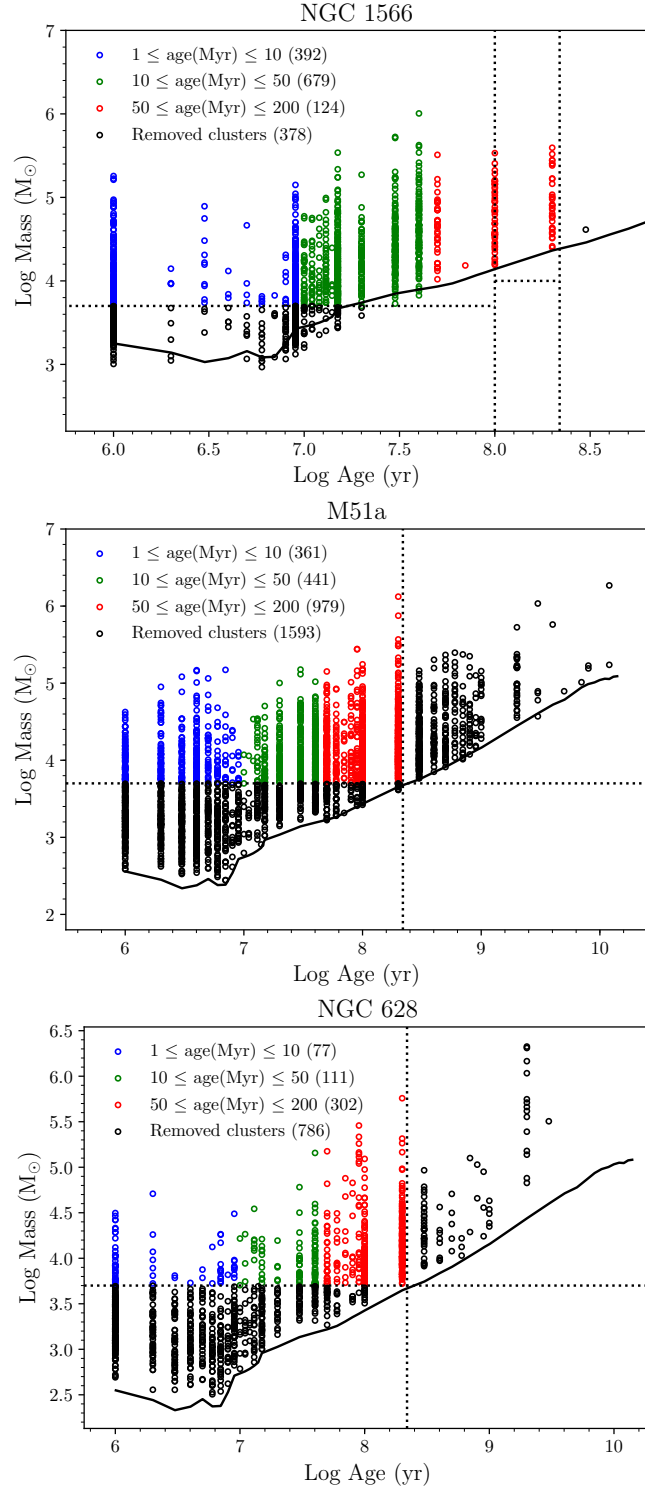 NGC 1566
1 ≤ age(Myr) ≤ 10 (392)
10 ≤ age(Myr) ≤ 50 (679)
50 ≤ age(Myr) ≤ 200 (124)
Removed clusters (378)
7
6
5
4
3
Log Mass (M⊙)
6.0 6.5 7.0 7.5 8.0 8.5
Log Age (yr)
M51a
1 ≤ age(Myr) ≤ 10 (361)
10 ≤ age(Myr) ≤ 50 (441)
50 ≤ age(Myr) ≤ 200 (979)
Removed clusters (1593)
7
6
5
4
3
2
Log Mass (M⊙)
6 7 8 9 10
Log Age (yr)
NGC 628
1 ≤ age(Myr) ≤ 10 (77)
10 ≤ age(Myr) ≤ 50 (111)
50 ≤ age(Myr) ≤ 200 (302)
Removed clusters (786)
6.5
6.0
5.5
5.0
4.5
4.0
3.5
3.0
2.5
Log Mass (M⊙)
6 7 8 9 10
Log Age (yr)